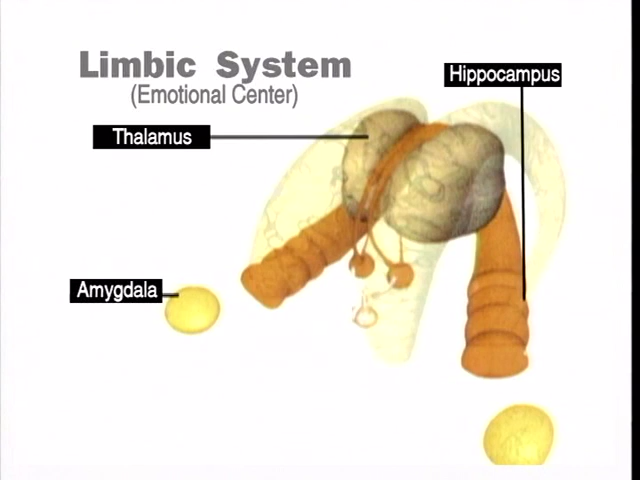 Limbic System
(Emotional Center)
Hippocampus
Thalamus
Amygdala